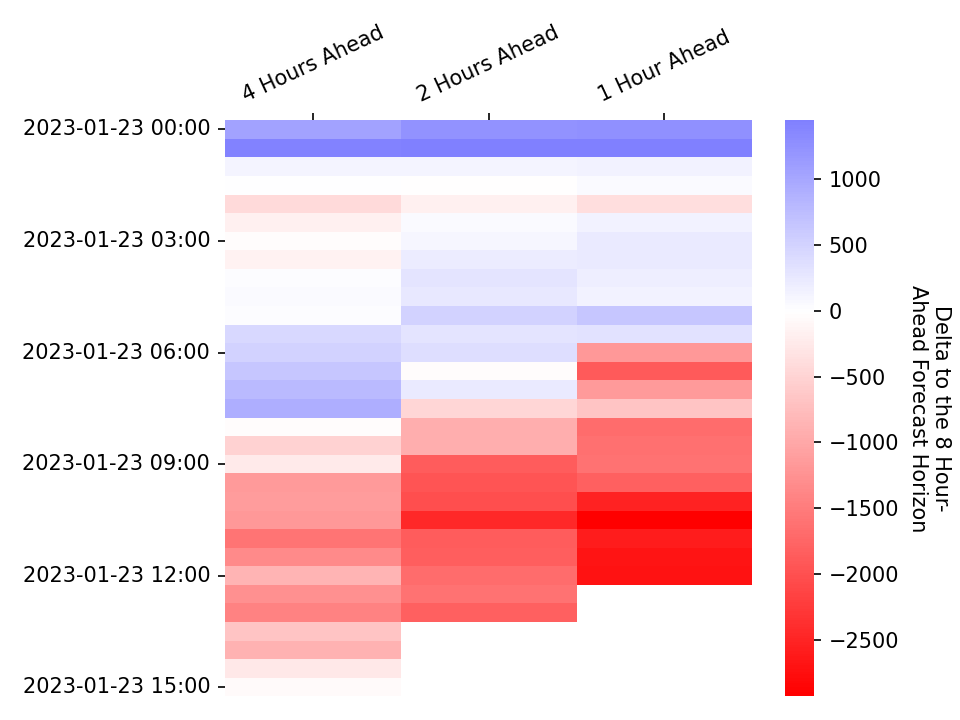 4 Hours Ahead
2 Hours Ahead
1 Hour Ahead
2023-01-23 00:00
2023-01-23 03:00
2023-01-23 06:00
2023-01-23 09:00
2023-01-23 12:00
2023-01-23 15:00
1000
500
0
−500
−1000
−1500
−2000
−2500
Delta to the 8 Hour-
Ahead Forecast Horizon